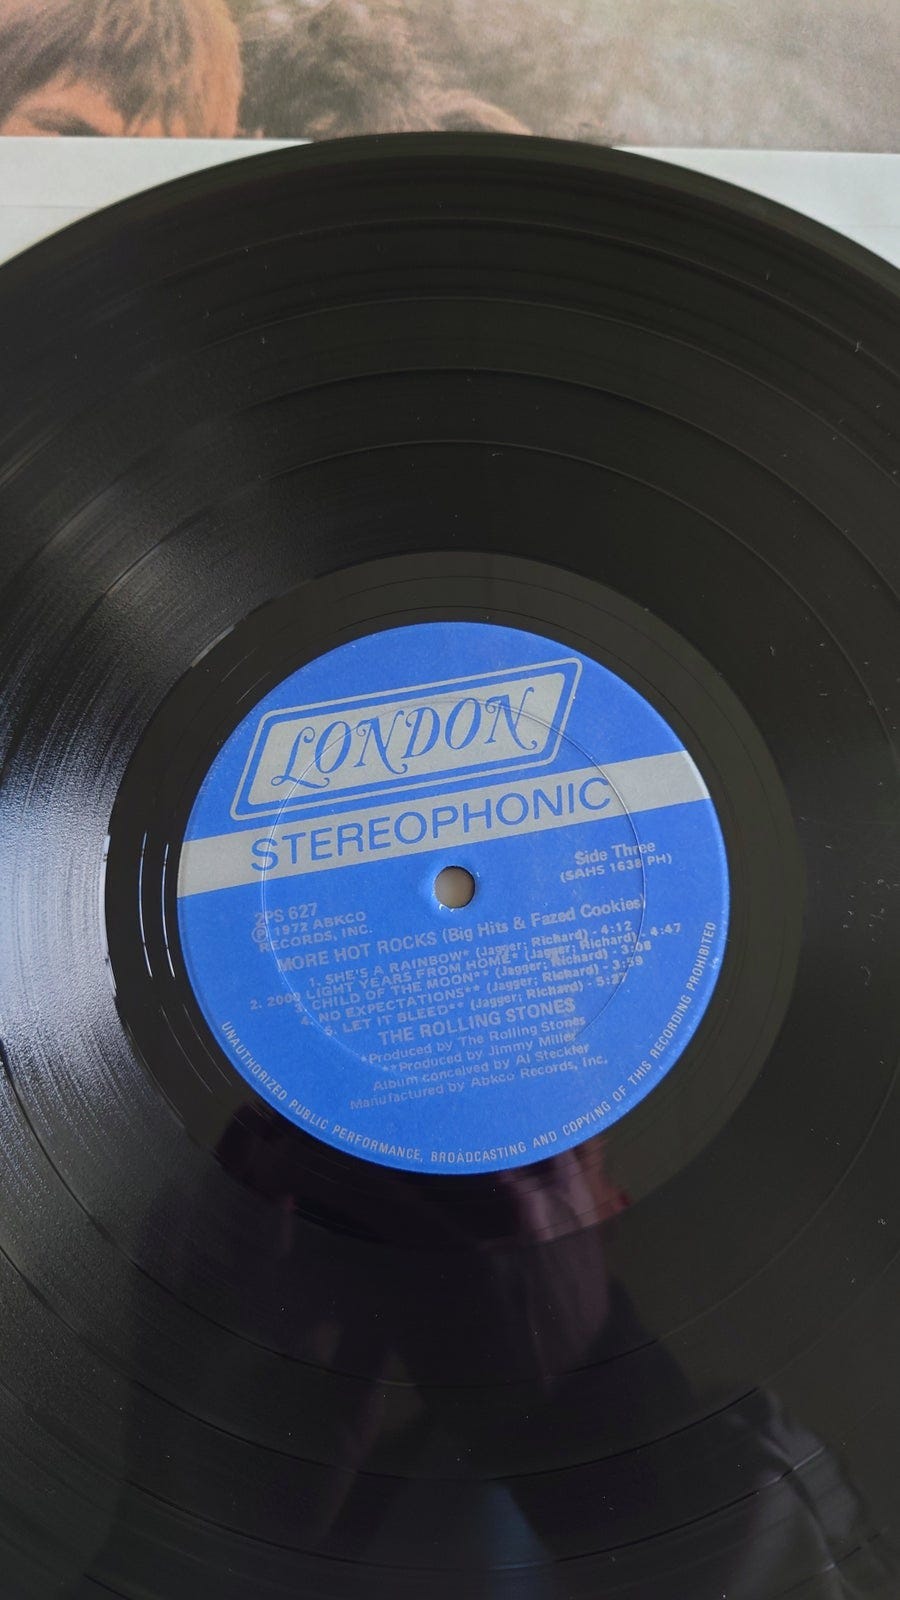 LONDON
STEREOPHONIC
Side Three
(SAHS 1638 PH)
2PS 627
Ⓟ 1972 ABKCO
RECORDS, INC.
MORE HOT ROCKS (Big Hits & Fazed Cookies)
1. SHE'S A RAINBOW* (Jagger; Richard) - 4:12
2. 2000 LIGHT YEARS FROM HOME* (Jagger; Richard) - 4:47
3. CHILD OF THE MOON** (Jagger; Richard) - 3:08
4. NO EXPECTATIONS** (Jagger; Richard) - 3:59
5. LET IT BLEED** (Jagger; Richard) - 5:27
THE ROLLING STONES
*Produced by The Rolling Stones
**Produced by Jimmy Miller
Album conceived by Al Steckler
Manufactured by Abkco Records, Inc.
UNAUTHORIZED PUBLIC PERFORMANCE, BROADCASTING AND COPYING OF THIS RECORDING PROHIBITED